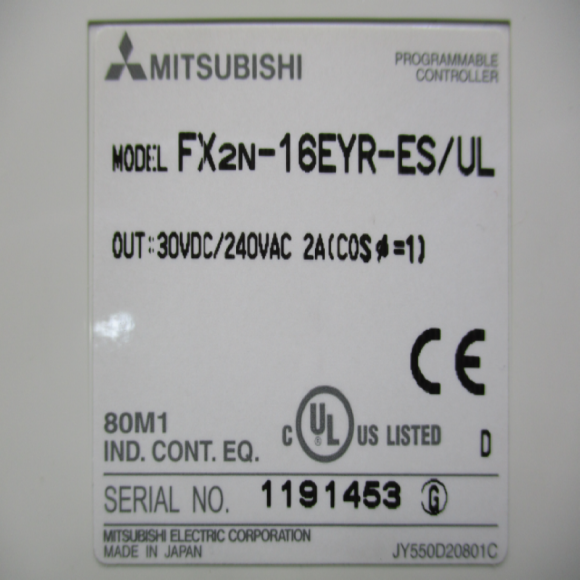 MITSUBISHI PROGRAMMABLE
CONTROLLER
MODEL FX2N-16EYR-ES/UL
OUT:30VDC/240VAC 2A(COSφ=1)
CE
80M1
IND. CONT. EQ. C UL US LISTED D
SERIAL NO. 1191453 G
MITSUBISHI ELECTRIC CORPORATION
MADE IN JAPAN JY550D20801C